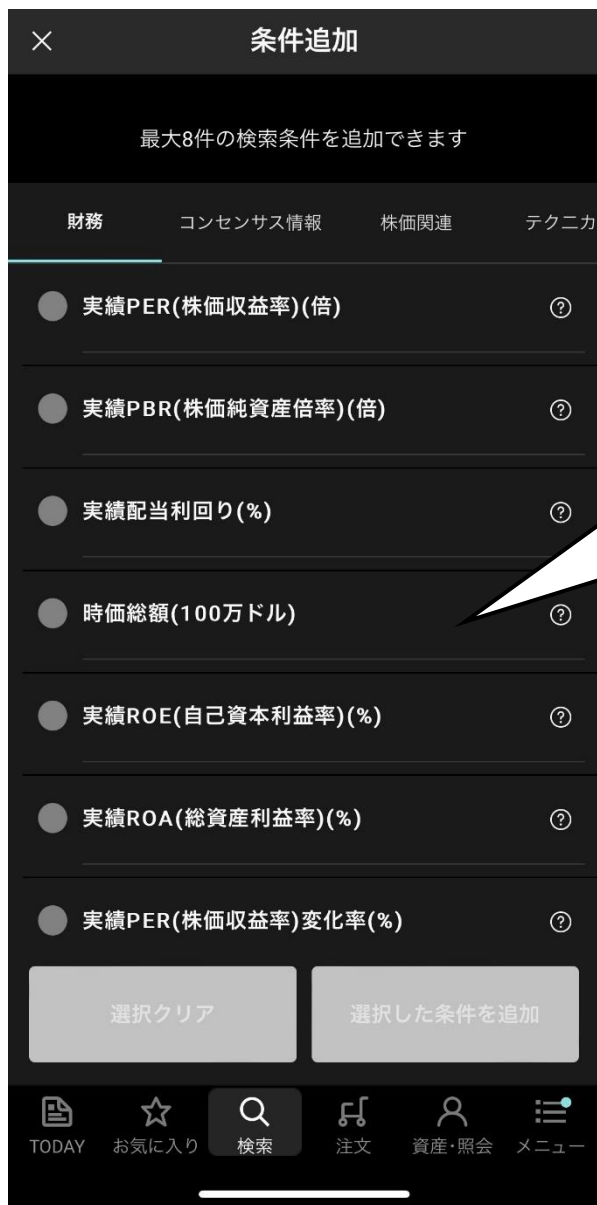 条件追加
最大8件の検索条件を追加できます
財務 コンセンサス情報 株価関連 テクニカ
実績PER(株価収益率)(倍)
実績PBR(株価純資産倍率)(倍)
実績配当利回り(%)
時価総額(100万ドル)
実績ROE(自己資本利益率)(%)
実績ROA(総資産利益率)(%)
実績PER(株価収益率)変化率(%)
選択クリア 選択した条件を追加
TODAY お気に入り 検索 注文 資産・照会 メニュー